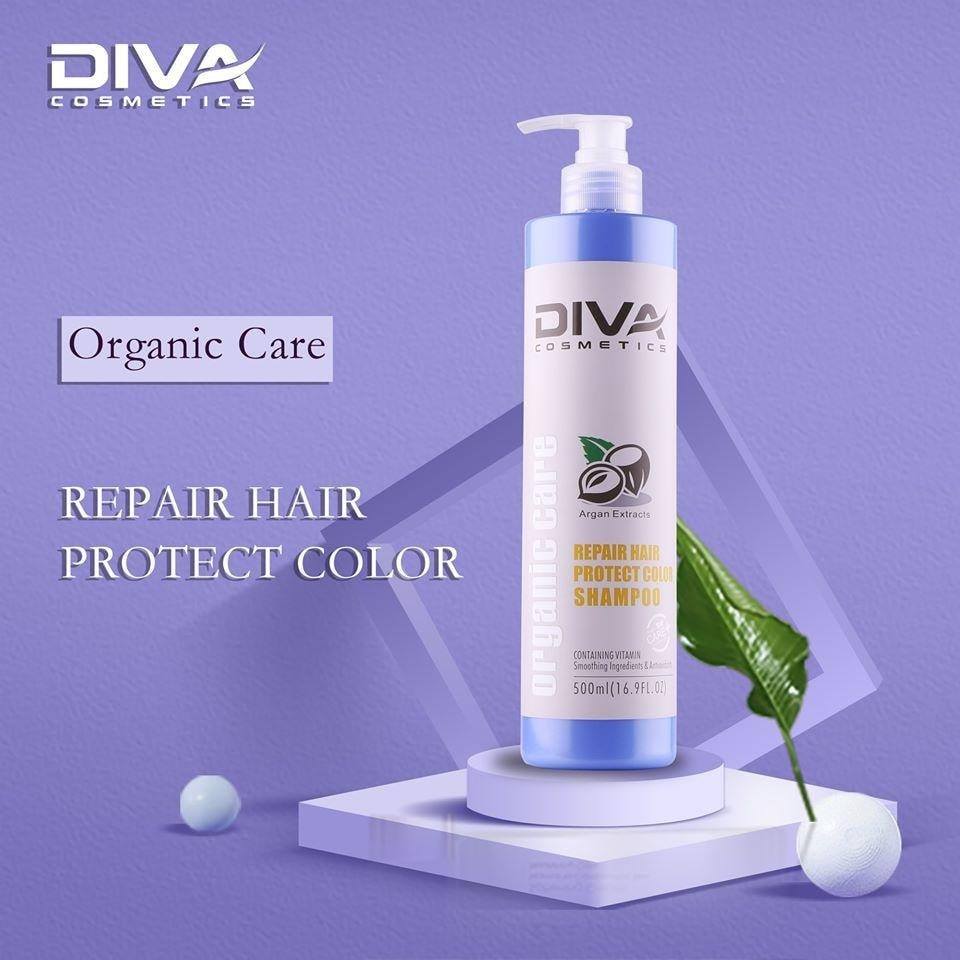 DIVA
COSMETICS
Organic Care
REPAIR HAIR
PROTECT COLOR
DIVA
COSMETICS
organic care
Argan Extracts
REPAIR HAIR
PROTECT COLOR
SHAMPOO
CARE
CONTAINING VITAMIN
Smoothing Ingredients &
500ml(16.9FL.OZ)